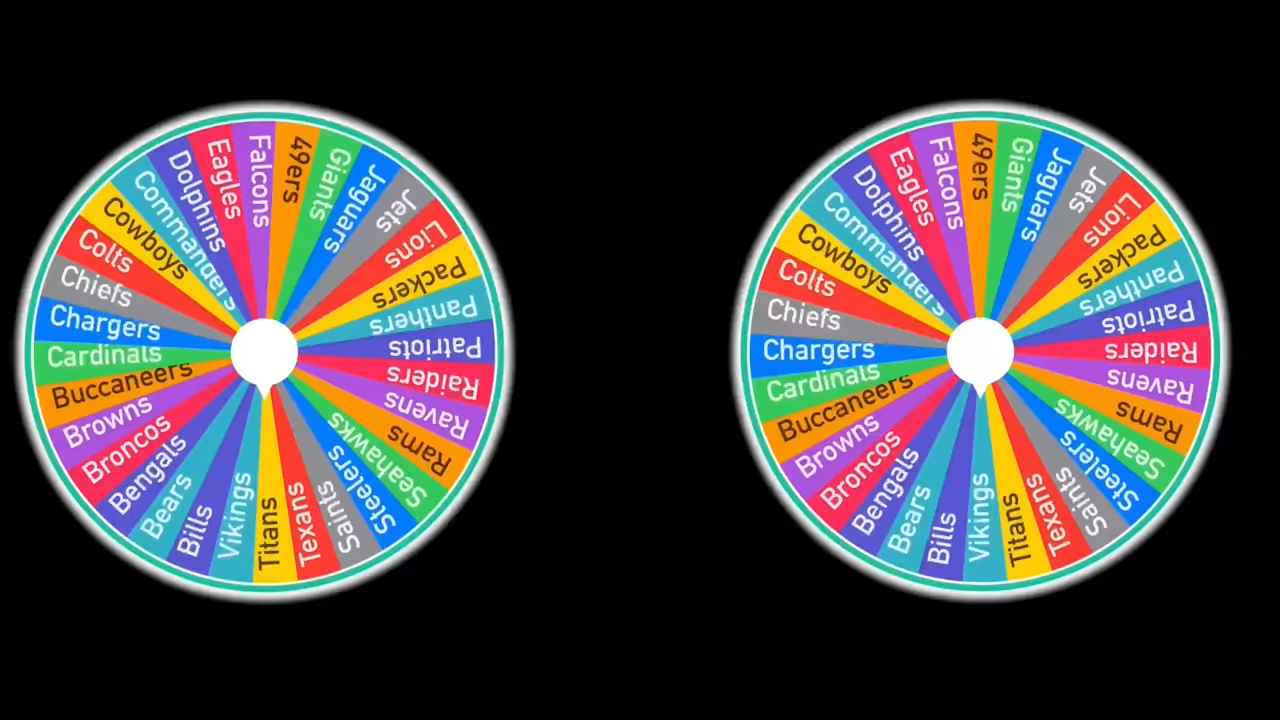 Falcons
49ers
Giants
Jaguars
Jets
Lions
Packers
Panthers
Patriots
Raiders
Ravens
Rams
Seahawks
Steelers
Saints
Texans
Titans
Vikings
Bills
Bears
Bengals
Broncos
Browns
Buccaneers
Cardinals
Chargers
Chiefs
Colts
Cowboys
Commanders
Dolphins
Eagles
49ers
Giants
Jaguars
Jets
Lions
Packers
Panthers
Patriots
Raiders
Ravens
Rams
Seahawks
Steelers
Saints
Texans
Titans
Vikings
Bills
Bears
Bengals
Broncos
Browns
Buccaneers
Cardinals
Chargers
Chiefs
Colts
Cowboys
Commanders
Dolphins
Eagles
Falcons